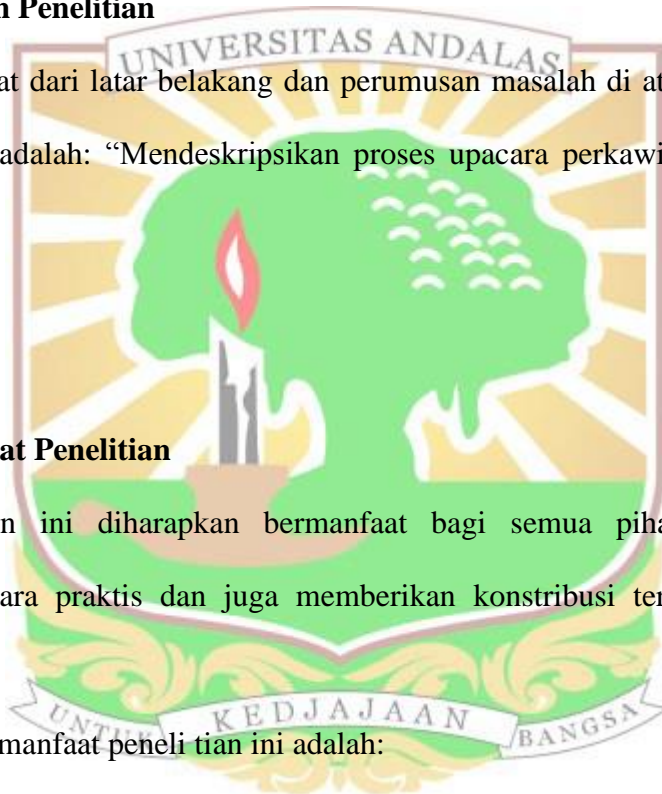 n Penelitian
UNIVERSITAS ANDALAS
at dari latar belakang dan perumusan masalah di at
adalah: “Mendeskripsikan proses upacara perkawi
at Penelitian
n ini diharapkan bermanfaat bagi semua piha
ara praktis dan juga memberikan konstribusi ter
UNTUK KEDJAJAAN BANGSA
manfaat peneli tian ini adalah: